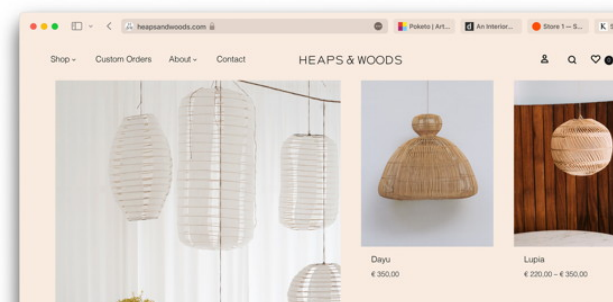 heapsandwoods.com
Poketo | Art...
An Interior...
Store 1 — S...
K
Shop
Custom Orders
About
Contact
HEAPS & WOODS
0
Dayu
€ 350,00
Lupia
€ 220,00 – € 350,00